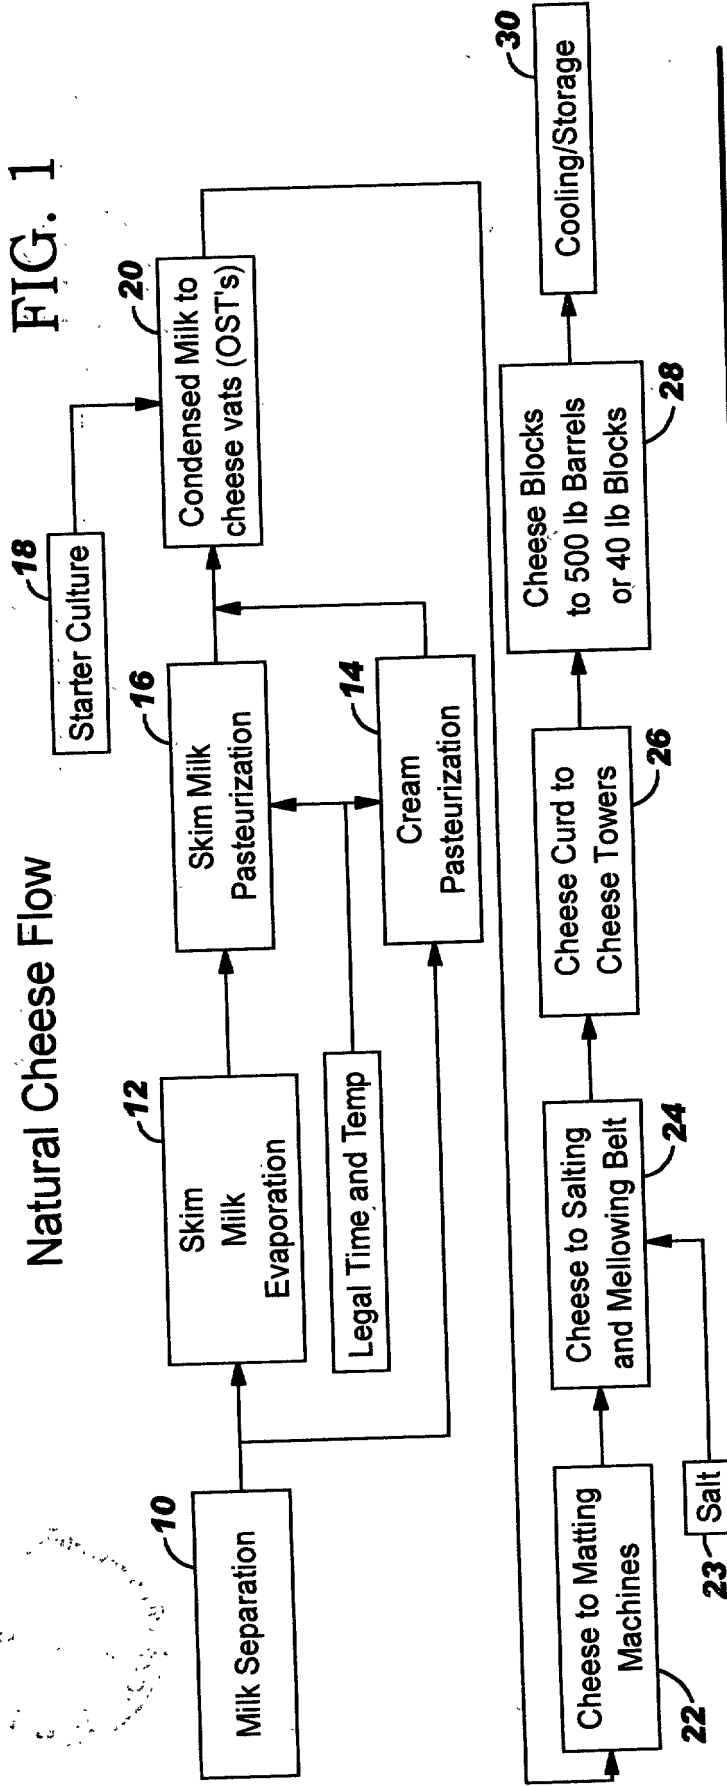 FIG. 1
Natural Cheese Flow
10
Milk Separation
12
Skim
Milk
Evaporation
Legal Time and Temp
16
Skim Milk
Pasteurization
14
Cream
Pasteurization
18
Starter Culture
20
Condensed Milk to
cheese vats (OST's)
22
Cheese to Matting
Machines
23
Salt
24
Cheese to Salting
and Mellowing Belt
26
Cheese Curd to
Cheese Towers
28
Cheese Blocks
to 500 lb Barrels
or 40 lb Blocks
30
Cooling/Storage